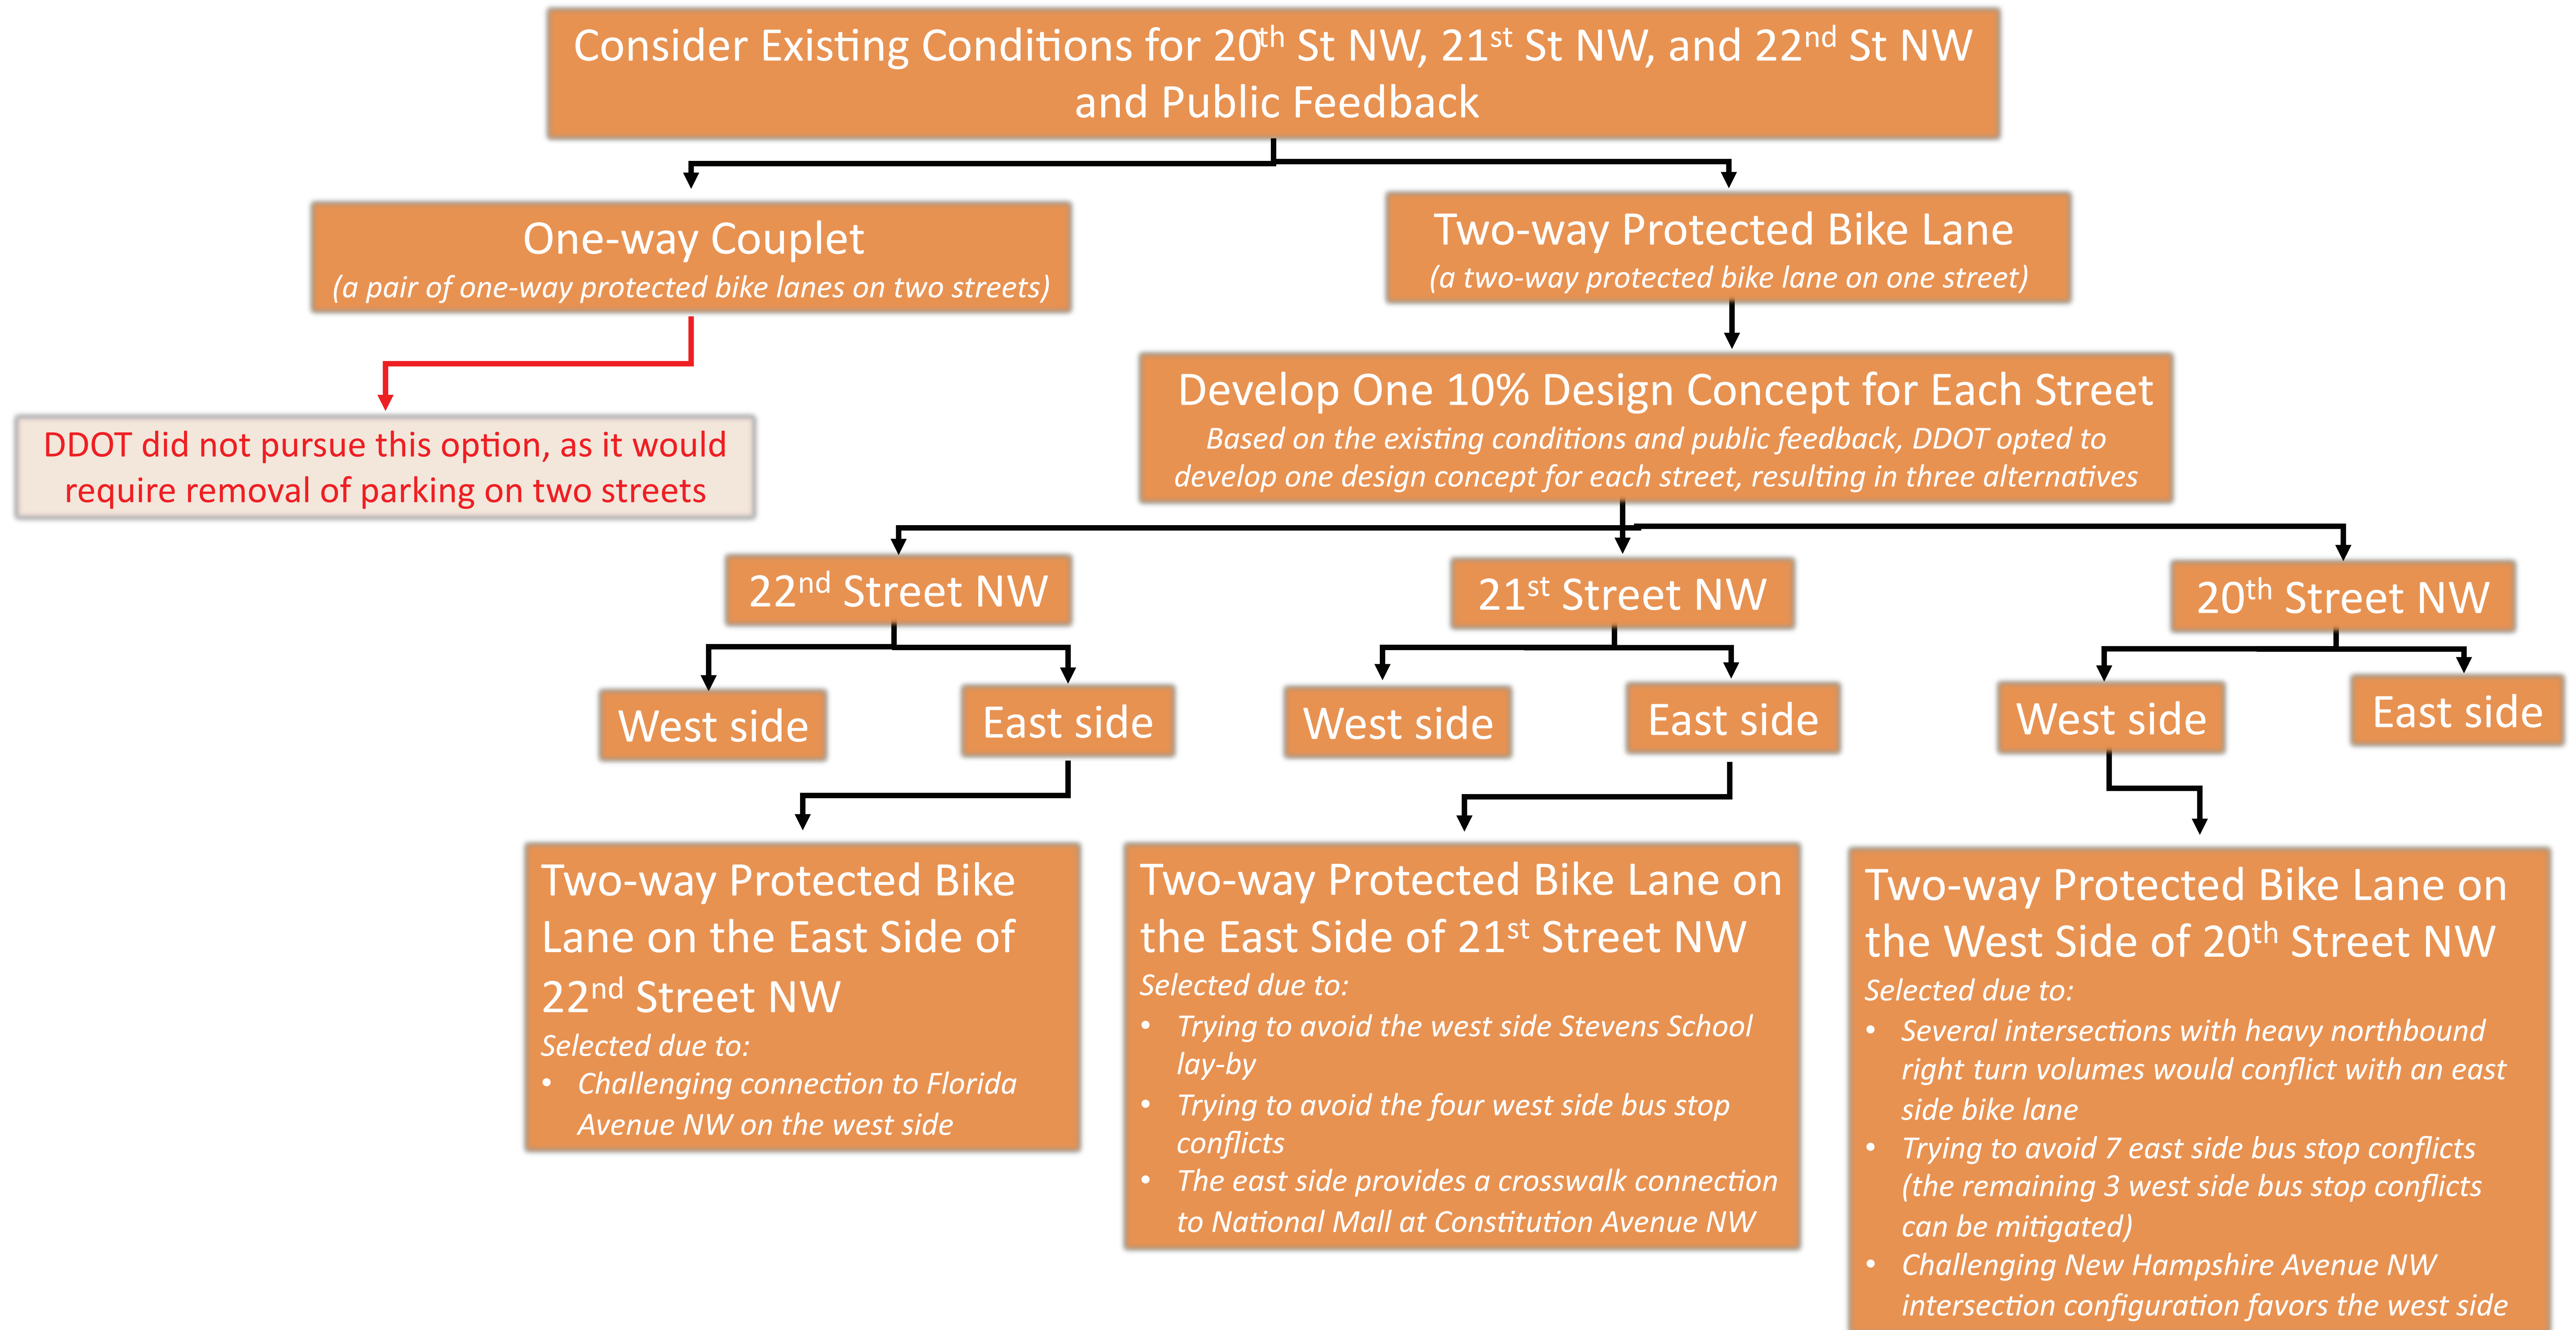 Consider Existing Conditions for 20th St NW, 21st St NW, and 22nd St NW
and Public Feedback
One-way Couplet
(a pair of one-way protected bike lanes on two streets)
Two-way Protected Bike Lane
(a two-way protected bike lane on one street)
DDOT did not pursue this option, as it would
require removal of parking on two streets
Develop One 10% Design Concept for Each Street
Based on the existing conditions and public feedback, DDOT opted to
develop one design concept for each street, resulting in three alternatives
22nd Street NW
21st Street NW
20th Street NW
West side
East side
West side
East side
West side
East side
Two-way Protected Bike
Lane on the East Side of
22nd Street NW
Selected due to:
• Challenging connection to Florida
Avenue NW on the west side
Two-way Protected Bike Lane on
the East Side of 21st Street NW
Selected due to:
• Trying to avoid the west side Stevens School
lay-by
• Trying to avoid the four west side bus stop
conflicts
• The east side provides a crosswalk connection
to National Mall at Constitution Avenue NW
Two-way Protected Bike Lane on
the West Side of 20th Street NW
Selected due to:
• Several intersections with heavy northbound
right turn volumes would conflict with an east
side bike lane
• Trying to avoid 7 east side bus stop conflicts
(the remaining 3 west side bus stop conflicts
can be mitigated)
• Challenging New Hampshire Avenue NW
intersection configuration favors the west side